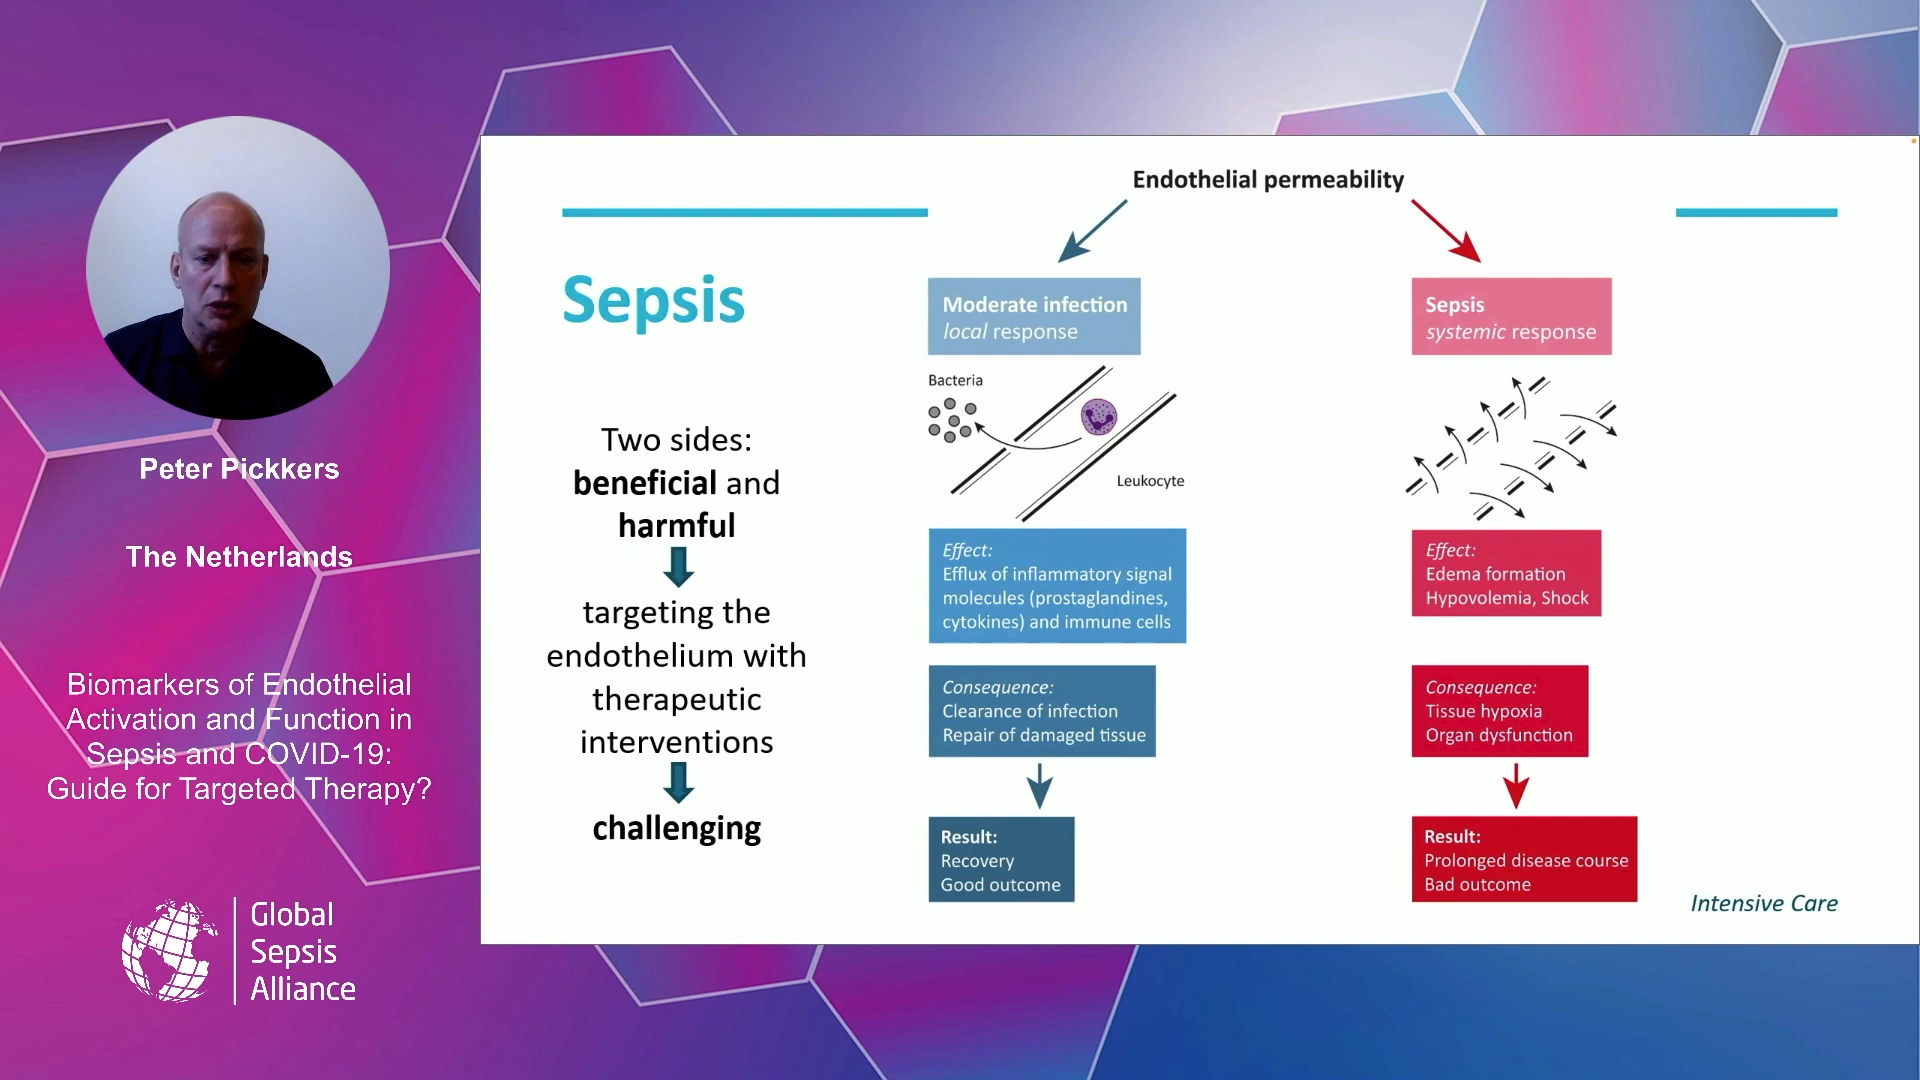 Peter Pickkers
The Netherlands
Biomarkers of Endothelial
Activation and Function in
Sepsis and COVID-19:
Guide for Targeted Therapy?
Global
Sepsis
Alliance
Sepsis
Two sides:
beneficial and
harmful
targeting the
endothelium with
therapeutic
interventions
challenging
Endothelial permeability
Moderate infection
local response
Bacteria
Leukocyte
Effect:
Efflux of inflammatory signal
molecules (prostaglandines,
cytokines) and immune cells
Consequence:
Clearance of infection
Repair of damaged tissue
Result:
Recovery
Good outcome
Sepsis
systemic response
Effect:
Edema formation
Hypovolemia, Shock
Consequence:
Tissue hypoxia
Organ dysfunction
Result:
Prolonged disease course
Bad outcome
Intensive Care